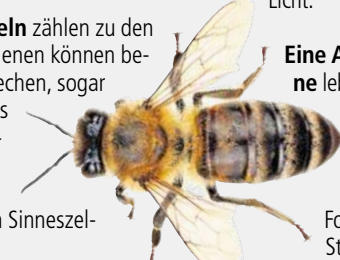 Licht.
eln zählen zu den
enen können be-
echen, sogar
s
Eine A
ne leb
n Sinneszel-
Fo
St